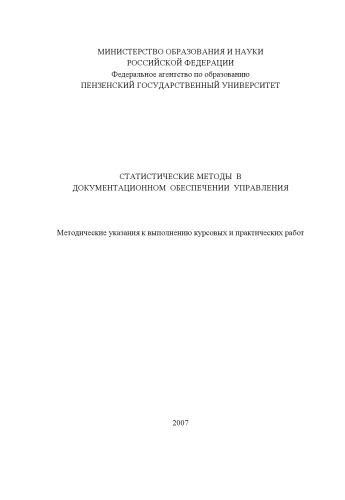 МИНИСТЕРСТВО ОБРАЗОВАНИЯ И НАУКИ
РОССИЙСКОЙ ФЕДЕРАЦИИ
Федеральное агентство по образованию
ПЕНЗЕНСКИЙ ГОСУДАРСТВЕННЫЙ УНИВЕРСИТЕТ
СТАТИСТИЧЕСКИЕ МЕТОДЫ В
ДОКУМЕНТАЦИОННОМ ОБЕСПЕЧЕНИИ УПРАВЛЕНИЯ
Методические указания к выполнению курсовых и практических работ
2007